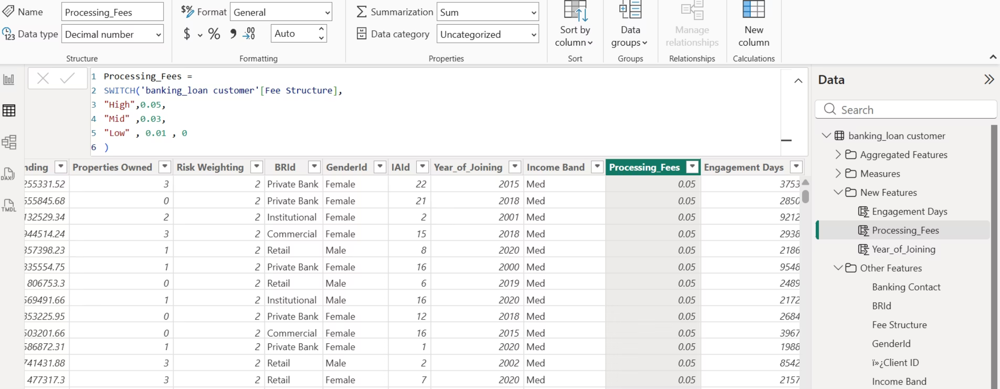 Name Processing_Fees $% Format General Summarization Sum
123 Data type Decimal number $ % , .00 Auto Data category Uncategorized
Sort by column
Data groups
Manage relationships
New column
Structure Formatting Properties Sort Groups Relationships Calculations
1 Processing_Fees =
2 SWITCH('banking_loan customer'[Fee Structure],
3 "High",0.05,
4 "Mid" ,0.03,
5 "Low" , 0.01 , 0
6 )
DAX
TMDL
nding Properties Owned Risk Weighting BRId GenderId IAId Year_of_Joining Income Band Processing_Fees Engagement Days
255331.52 3 2 Private Bank Female 22 2015 Med 0.05 3753
555845.68 0 2 Private Bank Female 21 2018 Med 0.05 2850
132529.34 2 2 Institutional Female 2 2001 Med 0.05 9212
944514.24 3 2 Commercial Female 15 2018 Med 0.05 2938
357398.23 1 2 Retail Male 8 2020 Med 0.05 2186
335554.75 1 2 Private Bank Female 16 2000 Med 0.05 9548
806753.3 0 2 Retail Male 6 2019 Med 0.05 2489
569491.66 1 2 Institutional Male 16 2020 Med 0.05 2172
353225.95 0 2 Private Bank Female 12 2018 Med 0.05 2684
503201.66 0 2 Commercial Female 16 2015 Med 0.05 3967
586872.31 1 2 Private Bank Female 1 2020 Med 0.05 1988
741431.88 3 2 Retail Male 2 2002 Med 0.05 8542
477317.3 3 2 Retail Female 7 2020 Med 0.05 2157
Data
Search
banking_loan customer
Aggregated Features
Measures
New Features
Engagement Days
Processing_Fees
Year_of_Joining
Other Features
Banking Contact
BRId
Fee Structure
GenderId
ï»¿Client ID
Income Band